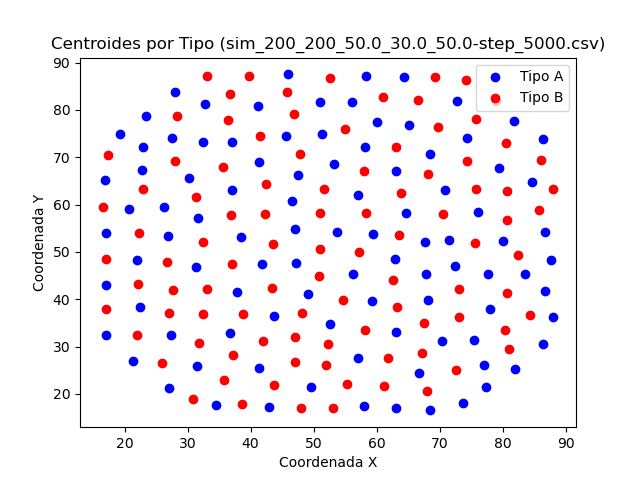 Centroides por Tipo (sim_200_200_50.0_30.0_50.0-step_5000.csv)
Tipo A
Tipo B
90
80
70
60
50
40
30
20
Coordenada Y
20 30 40 50 60 70 80 90
Coordenada X